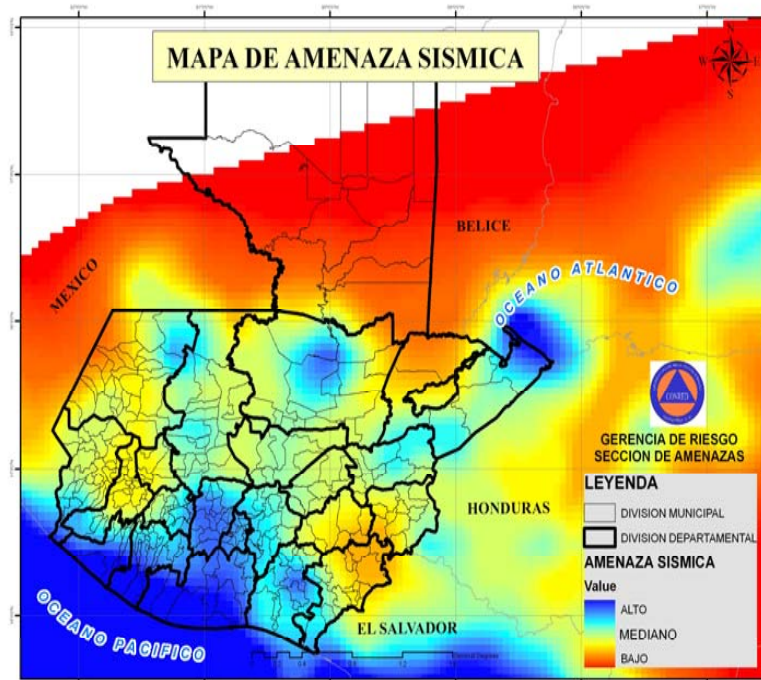 MAPA DE AMENAZA SISMICA
N
W
E
S
BELICE
MEXICO
OCEANO ATLANTICO
CONRED
GERENCIA DE RIESGO
SECCION DE AMENAZAS
LEYENDA
DIVISION MUNICIPAL
DIVISION DEPARTAMENTAL
AMENAZA SISMICA
Value
ALTO
MEDIANO
BAJO
HONDURAS
EL SALVADOR
OCEANO PACIFICO